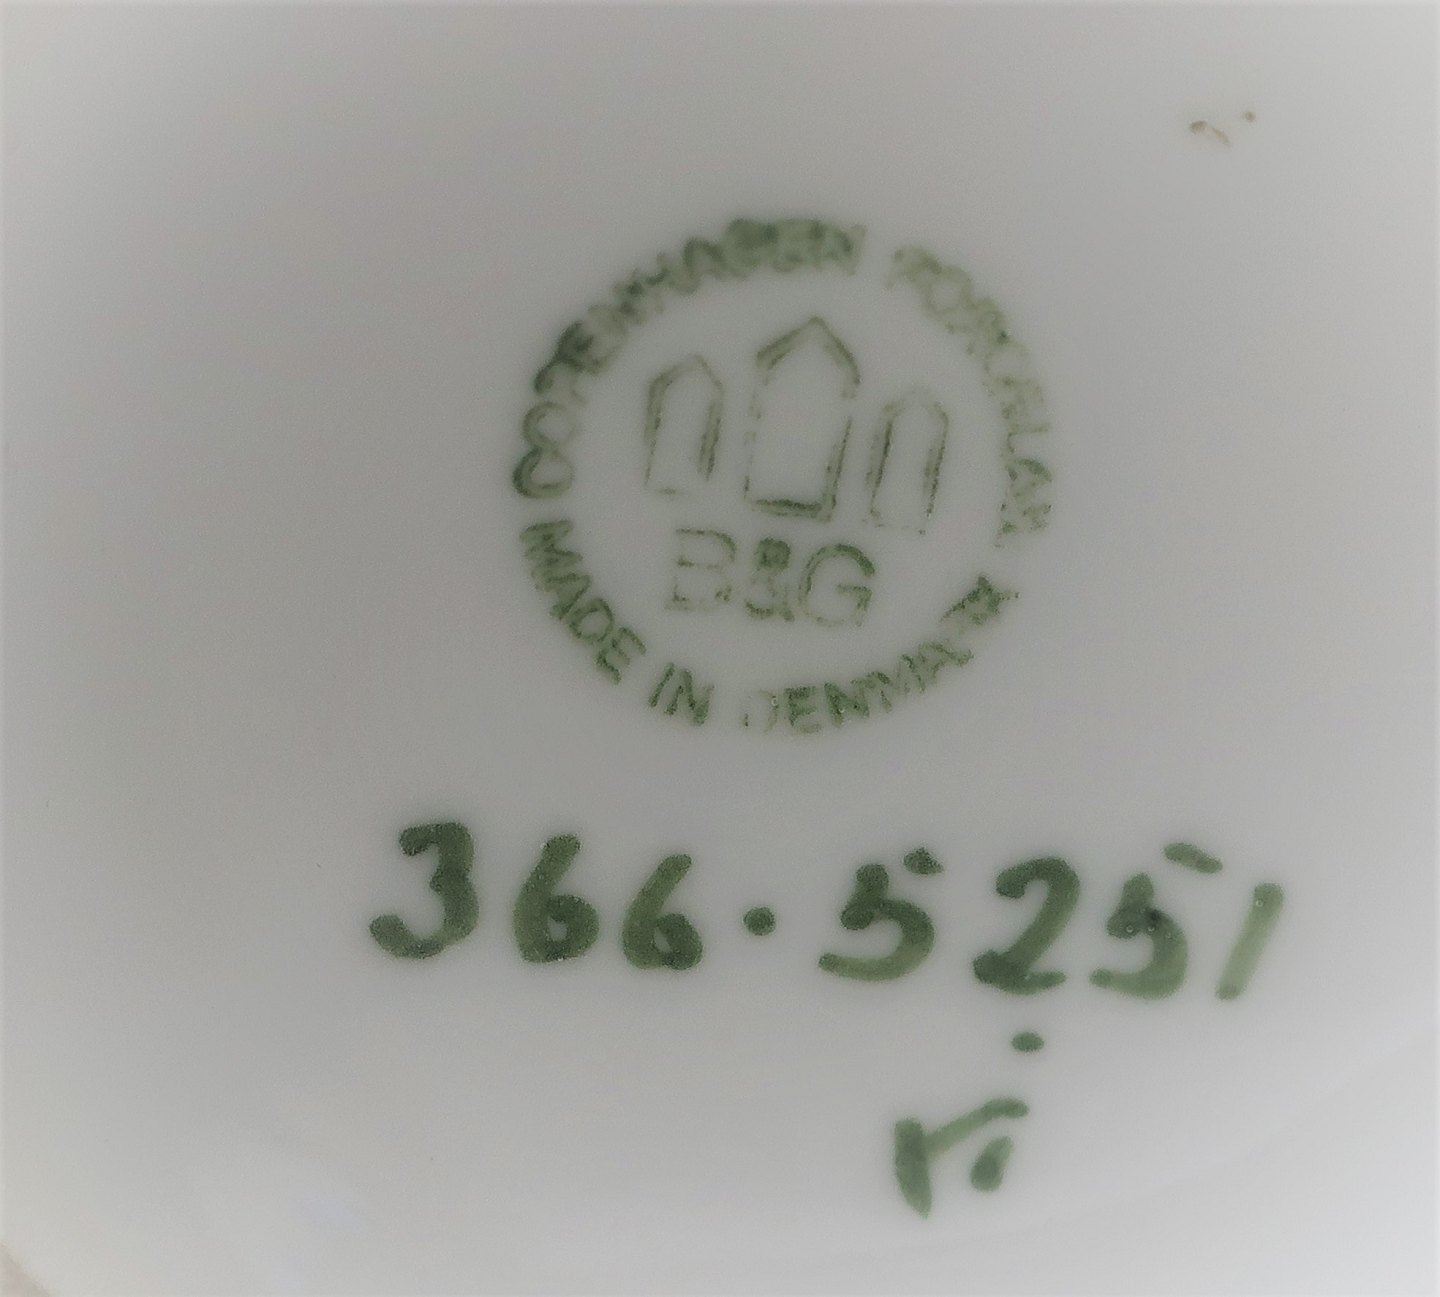 COPENHAGEN PORCELAIN
B&G
MADE IN DENMARK
366·5251